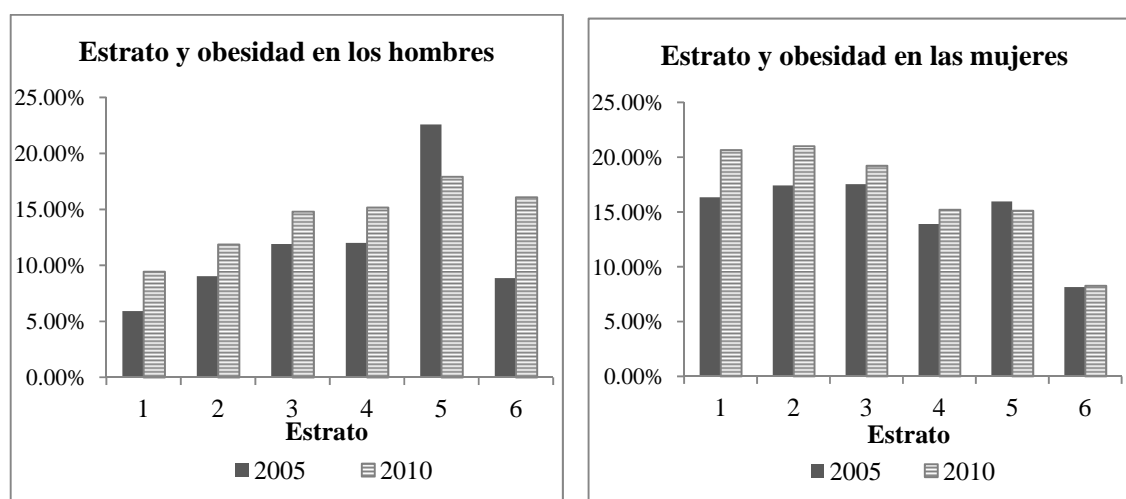 Estrato y obesidad en los hombres
25.00%
20.00%
15.00%
10.00%
5.00%
0.00%
1 2 3 4 5 6
Estrato
2005 2010
Estrato y obesidad en las mujeres
25.00%
20.00%
15.00%
10.00%
5.00%
0.00%
1 2 3 4 5 6
Estrato
2005 2010